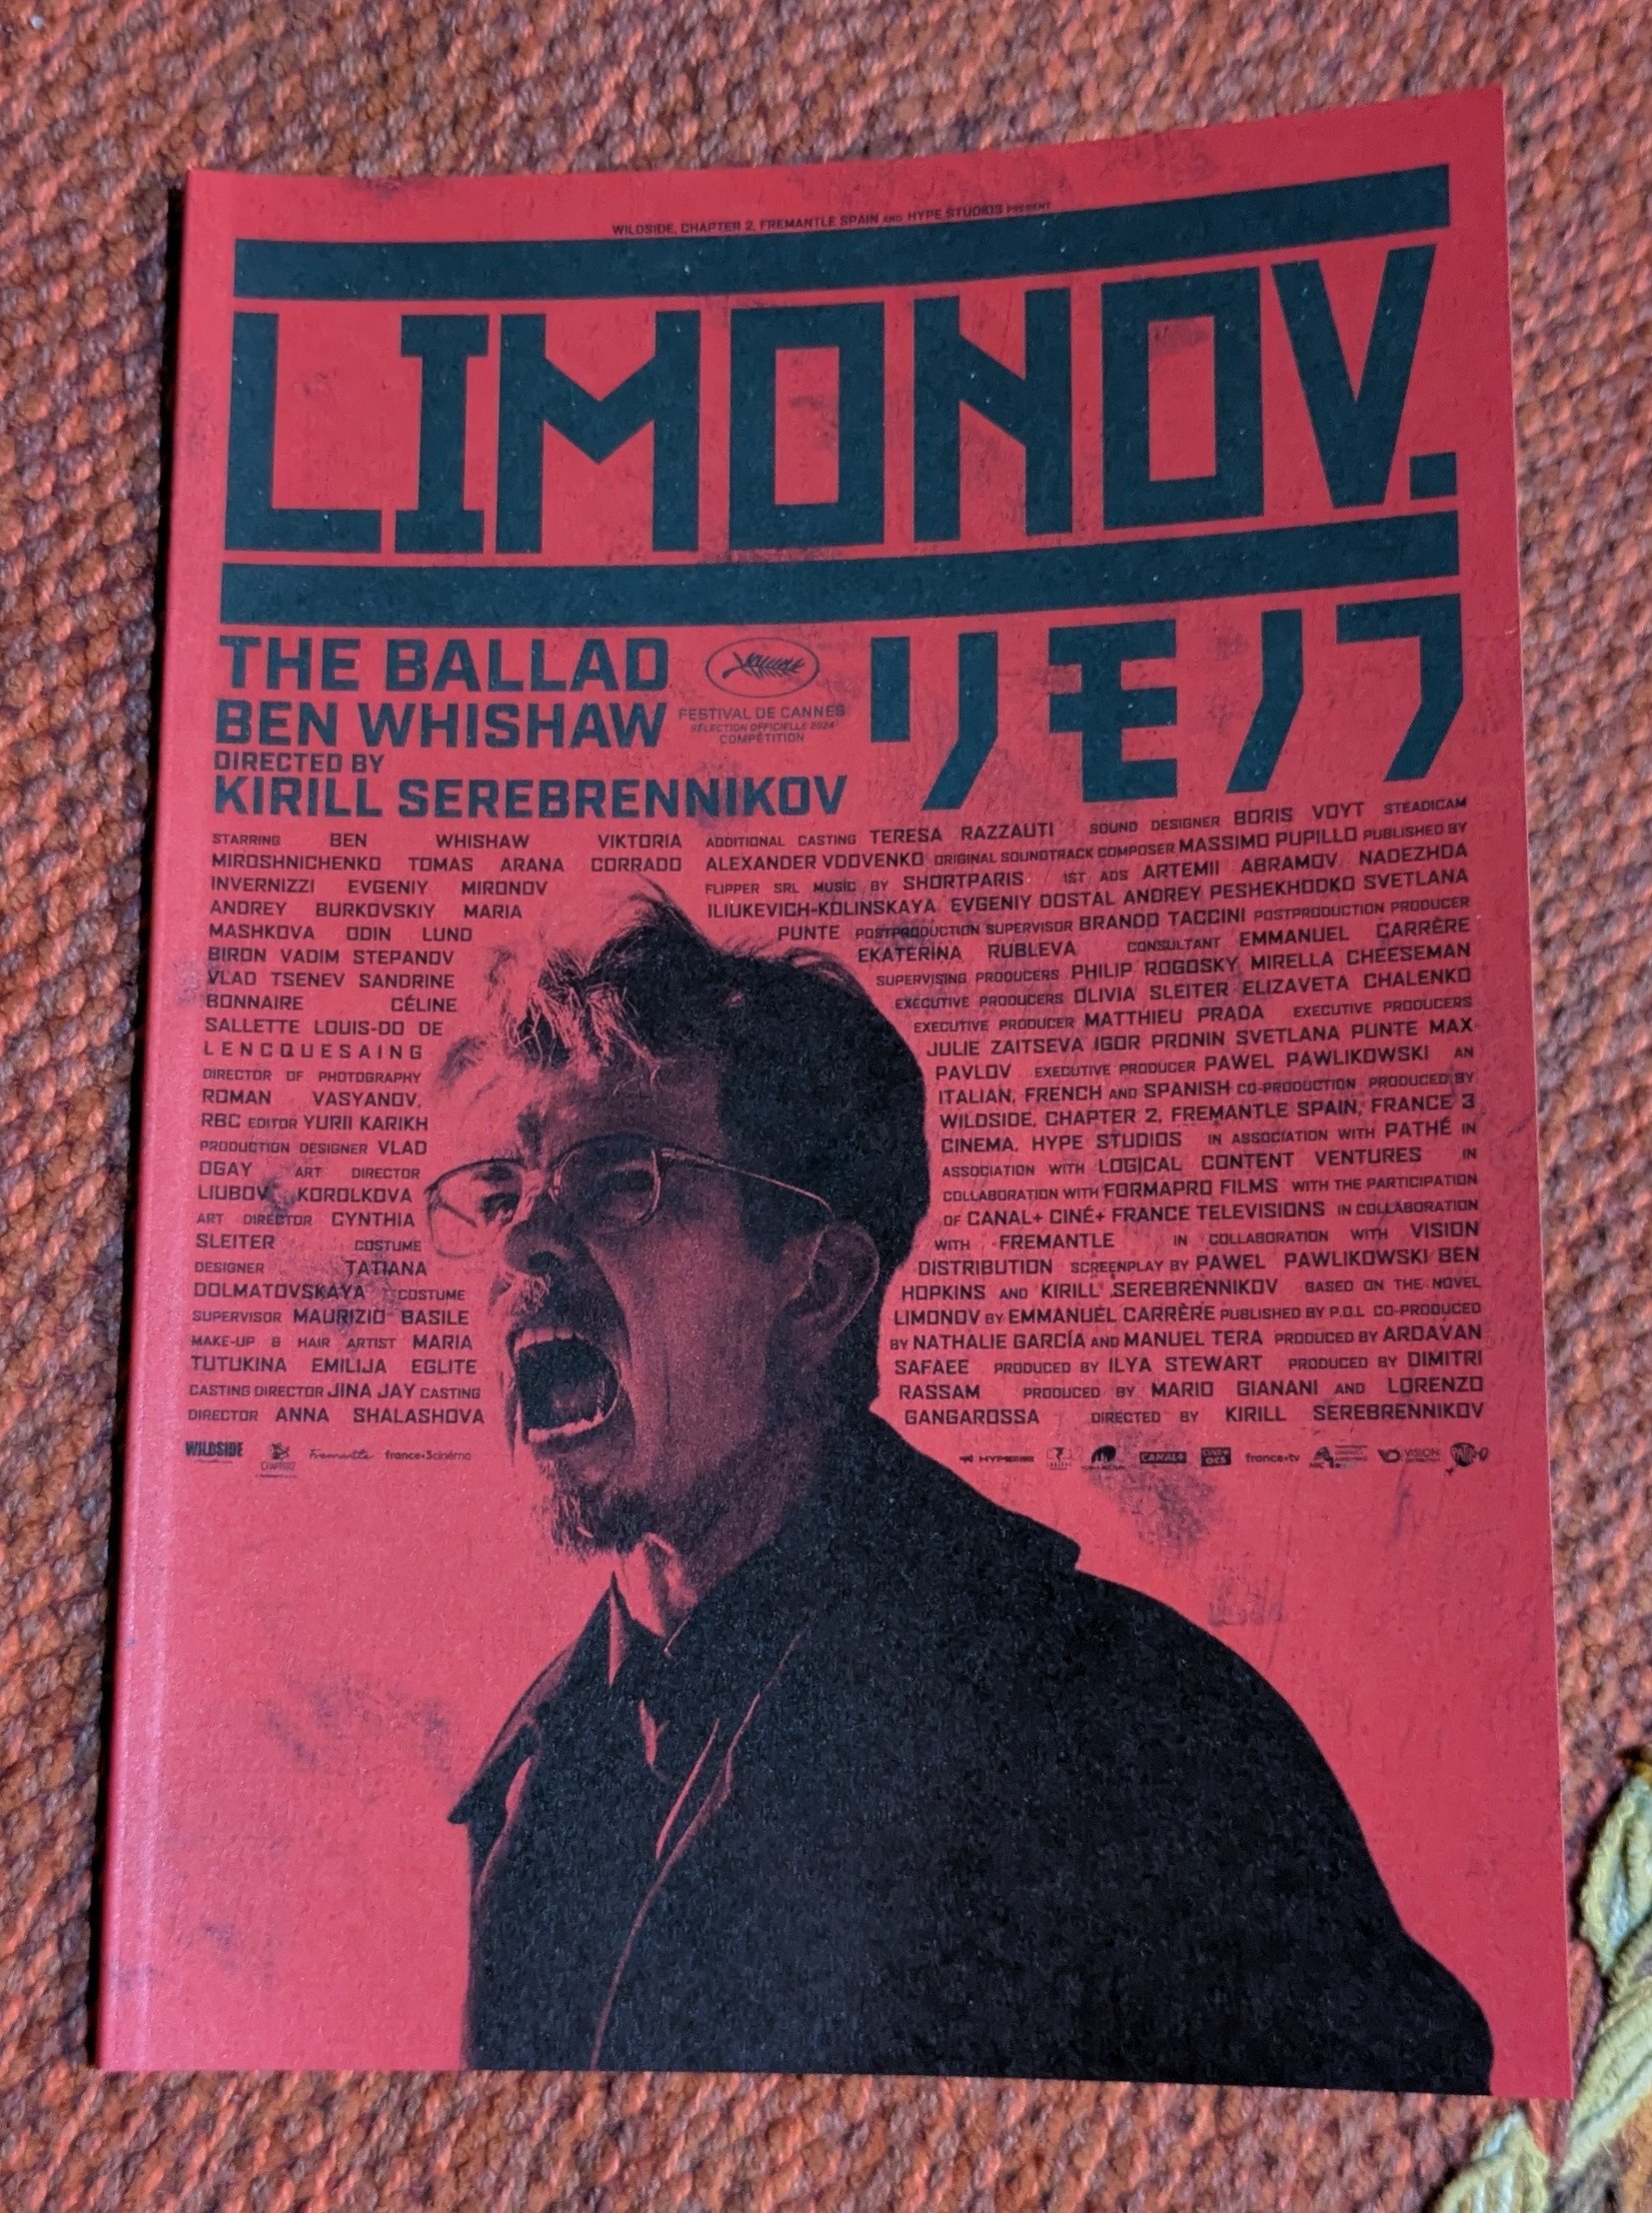 WILDSIDE, CHAPTER 2, FREMANTLE SPAIN AND HYPE STUDIOS PRESENT
LIMONOV.
THE BALLAD
BEN WHISHAW
DIRECTED BY
KIRILL SEREBRENNIKOV
FESTIVAL DE CANNES
SÉLECTION OFFICIELLE 2024
COMPÉTITION
リモノフ
STARRING BEN WHISHAW VIKTORIA
MIROSHNICHENKO TOMAS ARANA CORRADO
INVERNIZZI EVGENIY MIRONOV
ANDREY BURKOVSKIY MARIA
MASHKOVA ODIN LUND
BIRON VADIM STEPANOV
VLAD TSENEV SANDRINE
BONNAIRE CÉLINE
SALLETTE LOUIS-DO DE
LENCQUESAING
DIRECTOR OF PHOTOGRAPHY
ROMAN VASYANOV,
RBC EDITOR YURII KARIKH
PRODUCTION DESIGNER VLAD
OGAY ART DIRECTOR
LIUBOV KOROLKOVA
ART DIRECTOR CYNTHIA
SLEITER COSTUME
DESIGNER TATIANA
DOLMATOVSKAYA COSTUME
SUPERVISOR MAURIZIO BASILE
MAKE-UP & HAIR ARTIST MARIA
TUTUKINA EMILIJA EGLITE
CASTING DIRECTOR JINA JAY CASTING
DIRECTOR ANNA SHALASHOVA
ADDITIONAL CASTING TERESA RAZZAUTI SOUND DESIGNER BORIS VOYT STEADICAM
ALEXANDER VDOVENKO ORIGINAL SOUNDTRACK COMPOSER MASSIMO PUPILLO PUBLISHED BY
FLIPPER SRL MUSIC BY SHORTPARIS 1ST ADS ARTEMII ABRAMOV NADEZHDA
ILIUKEVICH-KOLINSKAYA EVGENIY DOSTAL ANDREY PESHEKHODKO SVETLANA
PUNTE POSTPRODUCTION SUPERVISOR BRANDO TACCINI POSTPRODUCTION PRODUCER
EKATERINA RUBLEVA CONSULTANT EMMANUEL CARRÈRE
SUPERVISING PRODUCERS PHILIP ROGOSKY MIRELLA CHEESEMAN
EXECUTIVE PRODUCERS OLIVIA SLEITER ELIZAVETA CHALENKO
EXECUTIVE PRODUCER MATTHIEU PRADA EXECUTIVE PRODUCERS
JULIE ZAITSEVA IGOR PRONIN SVETLANA PUNTE MAX
PAVLOV EXECUTIVE PRODUCER PAWEL PAWLIKOWSKI AN
ITALIAN, FRENCH AND SPANISH CO-PRODUCTION PRODUCED BY
WILDSIDE, CHAPTER 2, FREMANTLE SPAIN, FRANCE 3
CINEMA, HYPE STUDIOS IN ASSOCIATION WITH PATHÉ IN
ASSOCIATION WITH LOGICAL CONTENT VENTURES IN
COLLABORATION WITH FORMAPRO FILMS WITH THE PARTICIPATION
OF CANAL+ CINÉ+ FRANCE TELEVISIONS IN COLLABORATION
WITH FREMANTLE IN COLLABORATION WITH VISION
DISTRIBUTION SCREENPLAY BY PAWEL PAWLIKOWSKI BEN
HOPKINS AND KIRILL SEREBRENNIKOV BASED ON THE NOVEL
LIMONOV BY EMMANUEL CARRÈRE PUBLISHED BY P.O.L CO-PRODUCED
BY NATHALIE GARCÍA AND MANUEL TERA PRODUCED BY ARDAVAN
SAFAEE PRODUCED BY ILYA STEWART PRODUCED BY DIMITRI
RASSAM PRODUCED BY MARIO GIANANI AND LORENZO
GANGAROSSA DIRECTED BY KIRILL SEREBRENNIKOV
WILDSIDE CHAPTER2 Fremantle france•3cinéma
HYPE CANAL+ CINÉ+ OCS france•tv VISION PATHÉ